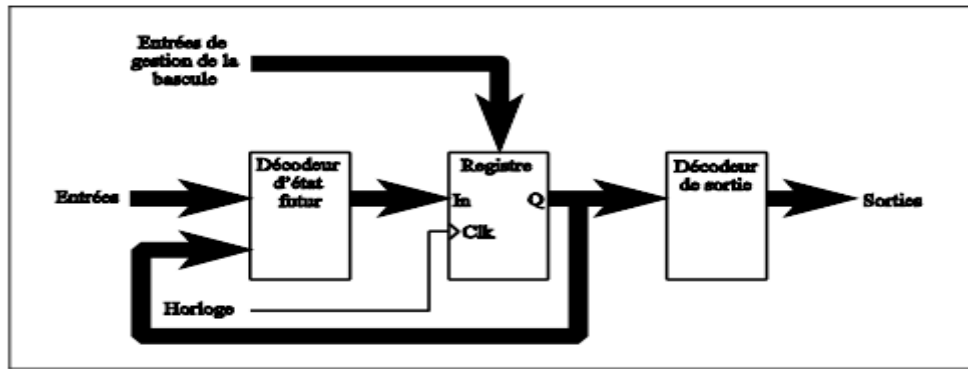 Entrées de
gestion de la
bascule
Entrées
Décodeur
d'état
futur
Registre
In
Q
Clk
Décodeur
de sortie
Sorties
Horloge